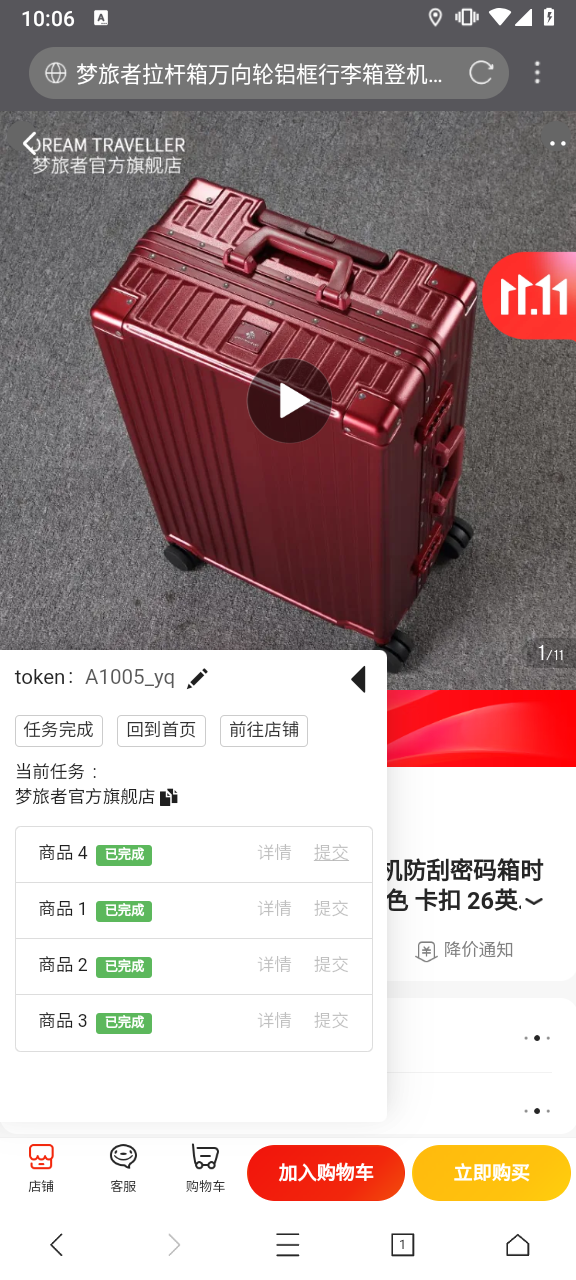 10:06
A
梦旅者拉杆箱万向轮铝框行李箱登机...
DREAM TRAVELLER
梦旅者官方旗舰店
11.11
1/11
token： A1005_yq
任务完成 回到首页 前往店铺
当前任务：
梦旅者官方旗舰店
商品 4 已完成 详情 提交
商品 1 已完成 详情 提交
商品 2 已完成 详情 提交
商品 3 已完成 详情 提交
机防刮密码箱时
色 卡扣 26英...
降价通知
店铺 客服 购物车 加入购物车 立即购买
1